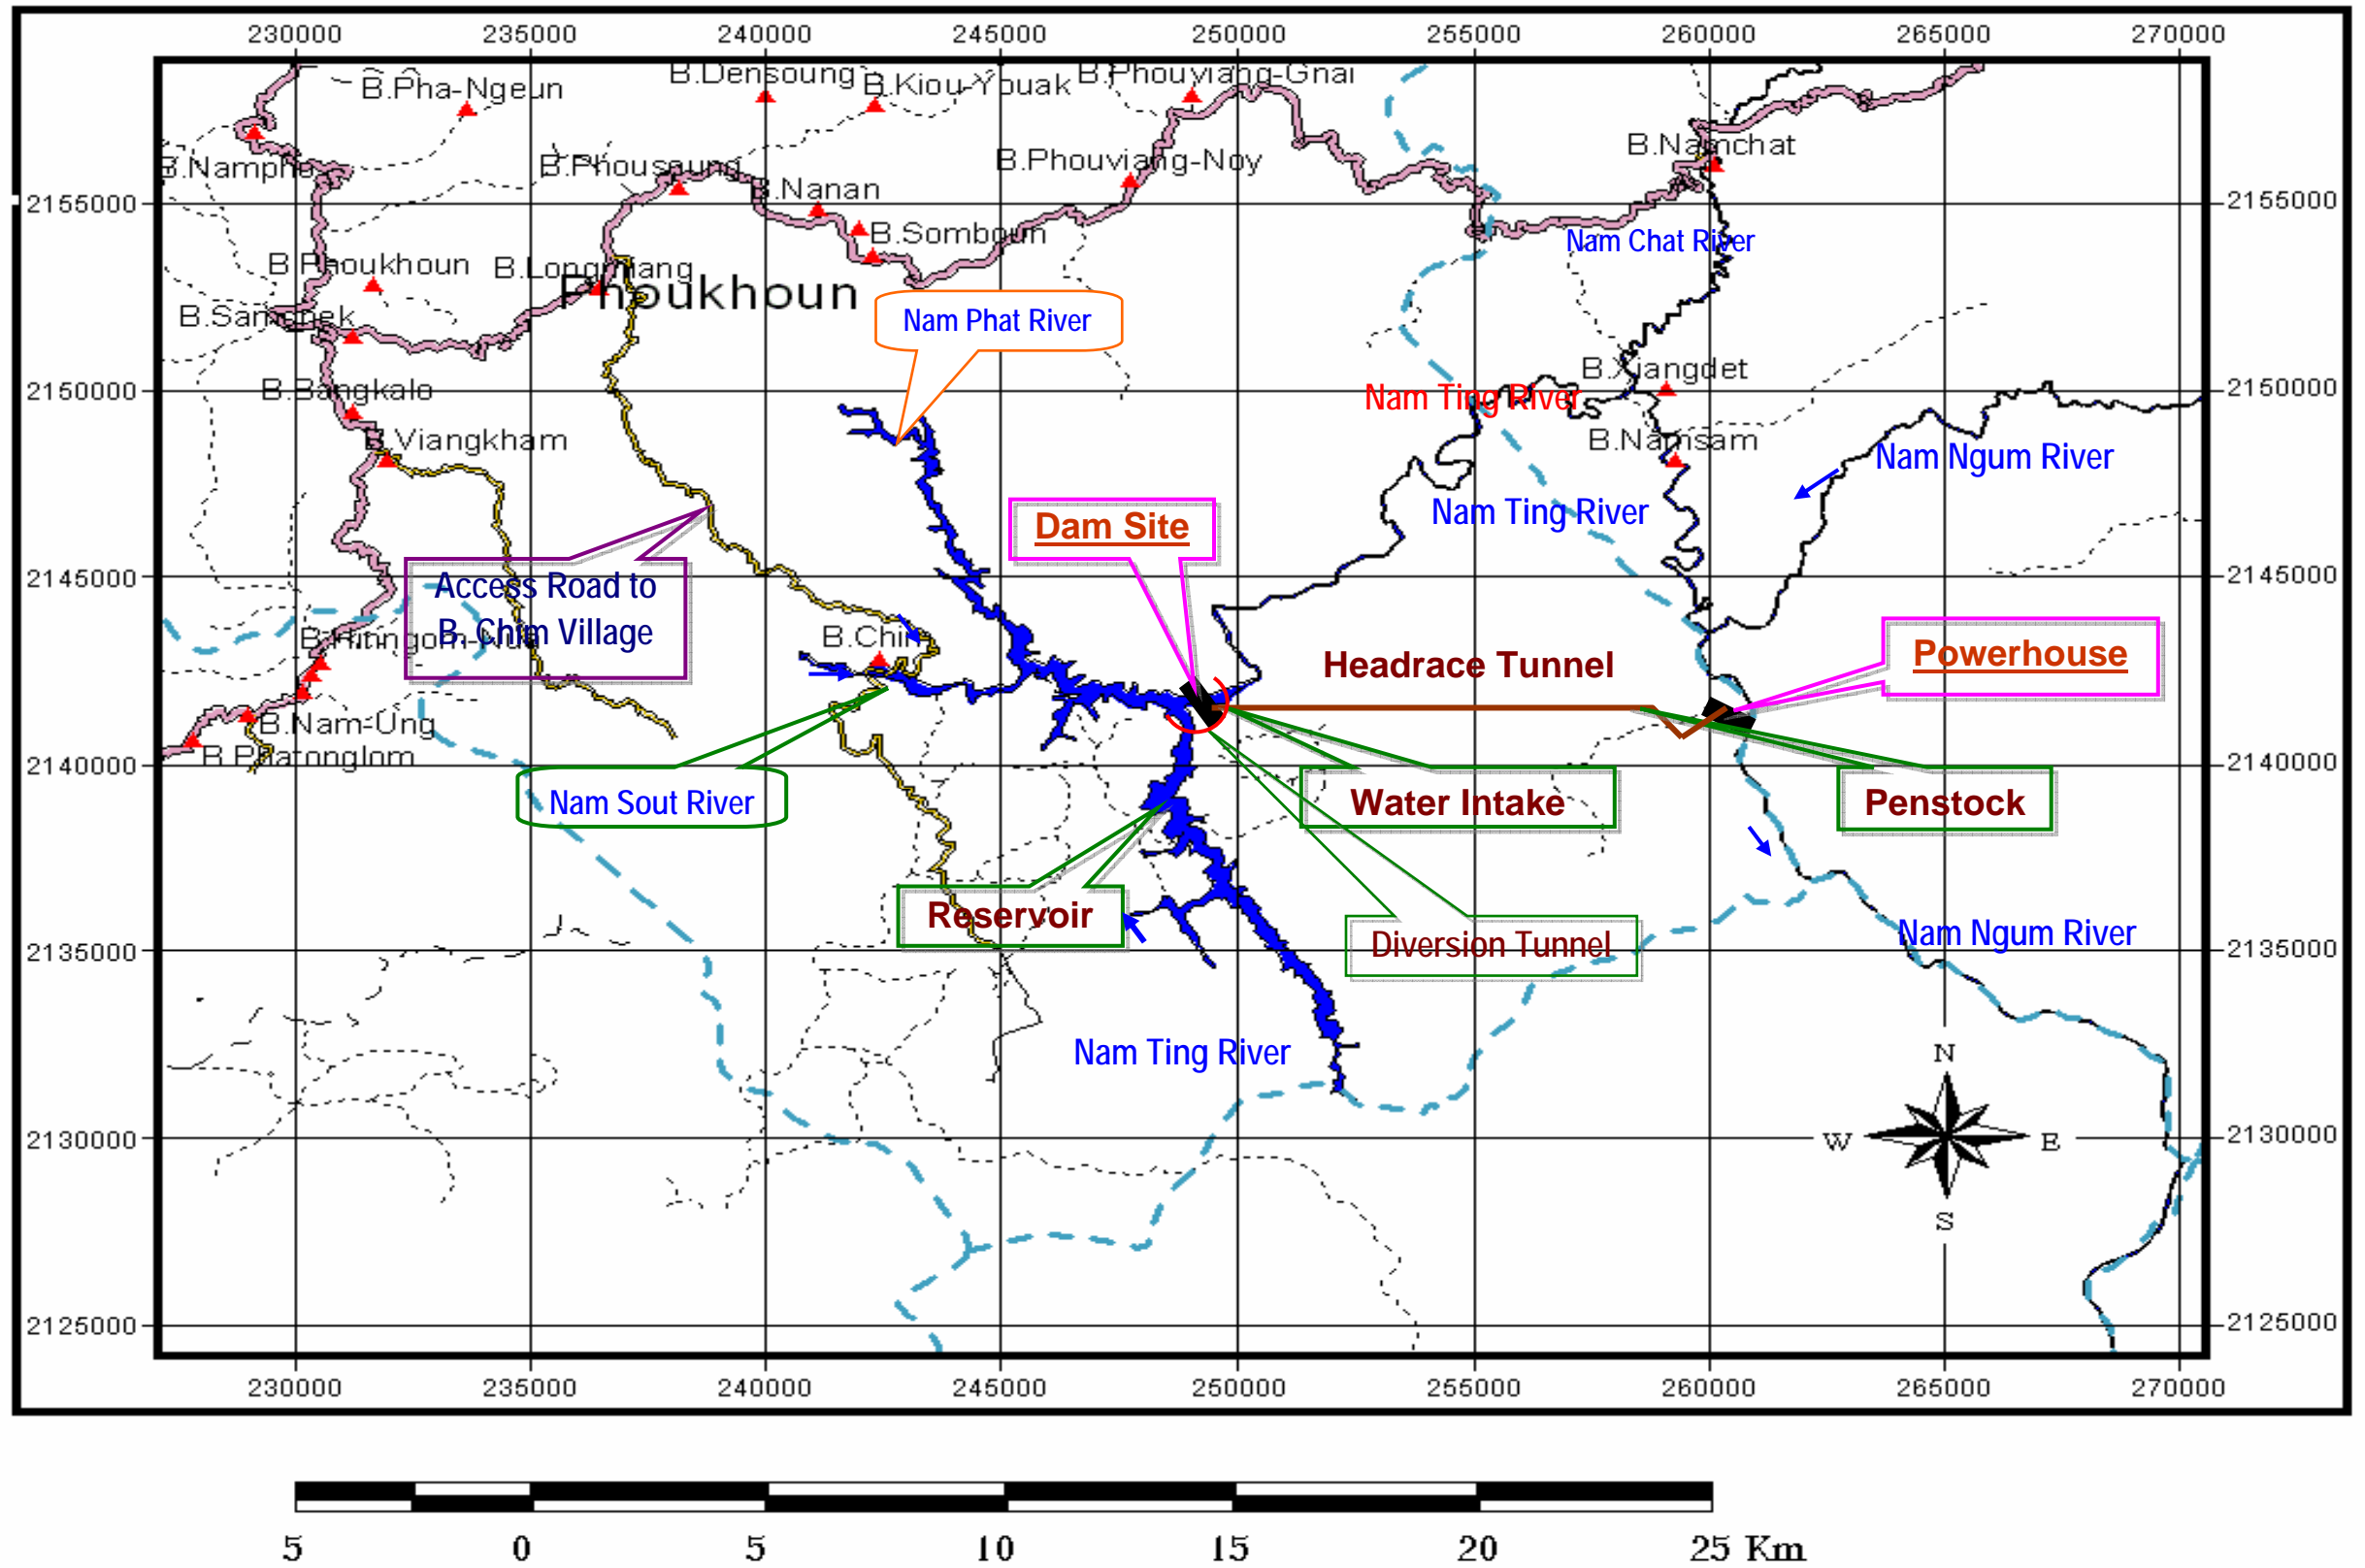 230000 235000 240000 245000 250000 255000 260000 265000 270000
B.Densoung
B.Phouviang-Gnai
B.Pha-Ngeun
B.Kiou-Youak
B.Namchat
B.Phouviang-Noy
B.Nanan
2155000
2155000
B.Somboun
Nam Chat River
B.Phoukhoun
Phoukhoun
B.Samchek
Nam Phat River
B.Xiangdet
2150000
2150000
Nam Ting River
B.Namsam
Viangkham
Nam Ngum River
Nam Ting River
Dam Site
2145000
2145000
Access Road to
B. Chim Village
B.Chim
Headrace Tunnel
Powerhouse
B.Nam-Ung
B.Phatonglom
2140000
2140000
Nam Sout River
Water Intake
Penstock
Reservoir
Diversion Tunnel
Nam Ngum River
2135000
2135000
Nam Ting River
N
2130000
W
E
2130000
S
2125000
2125000
230000 235000 240000 245000 250000 255000 260000 265000 270000
5 0 5 10 15 20 25 Km